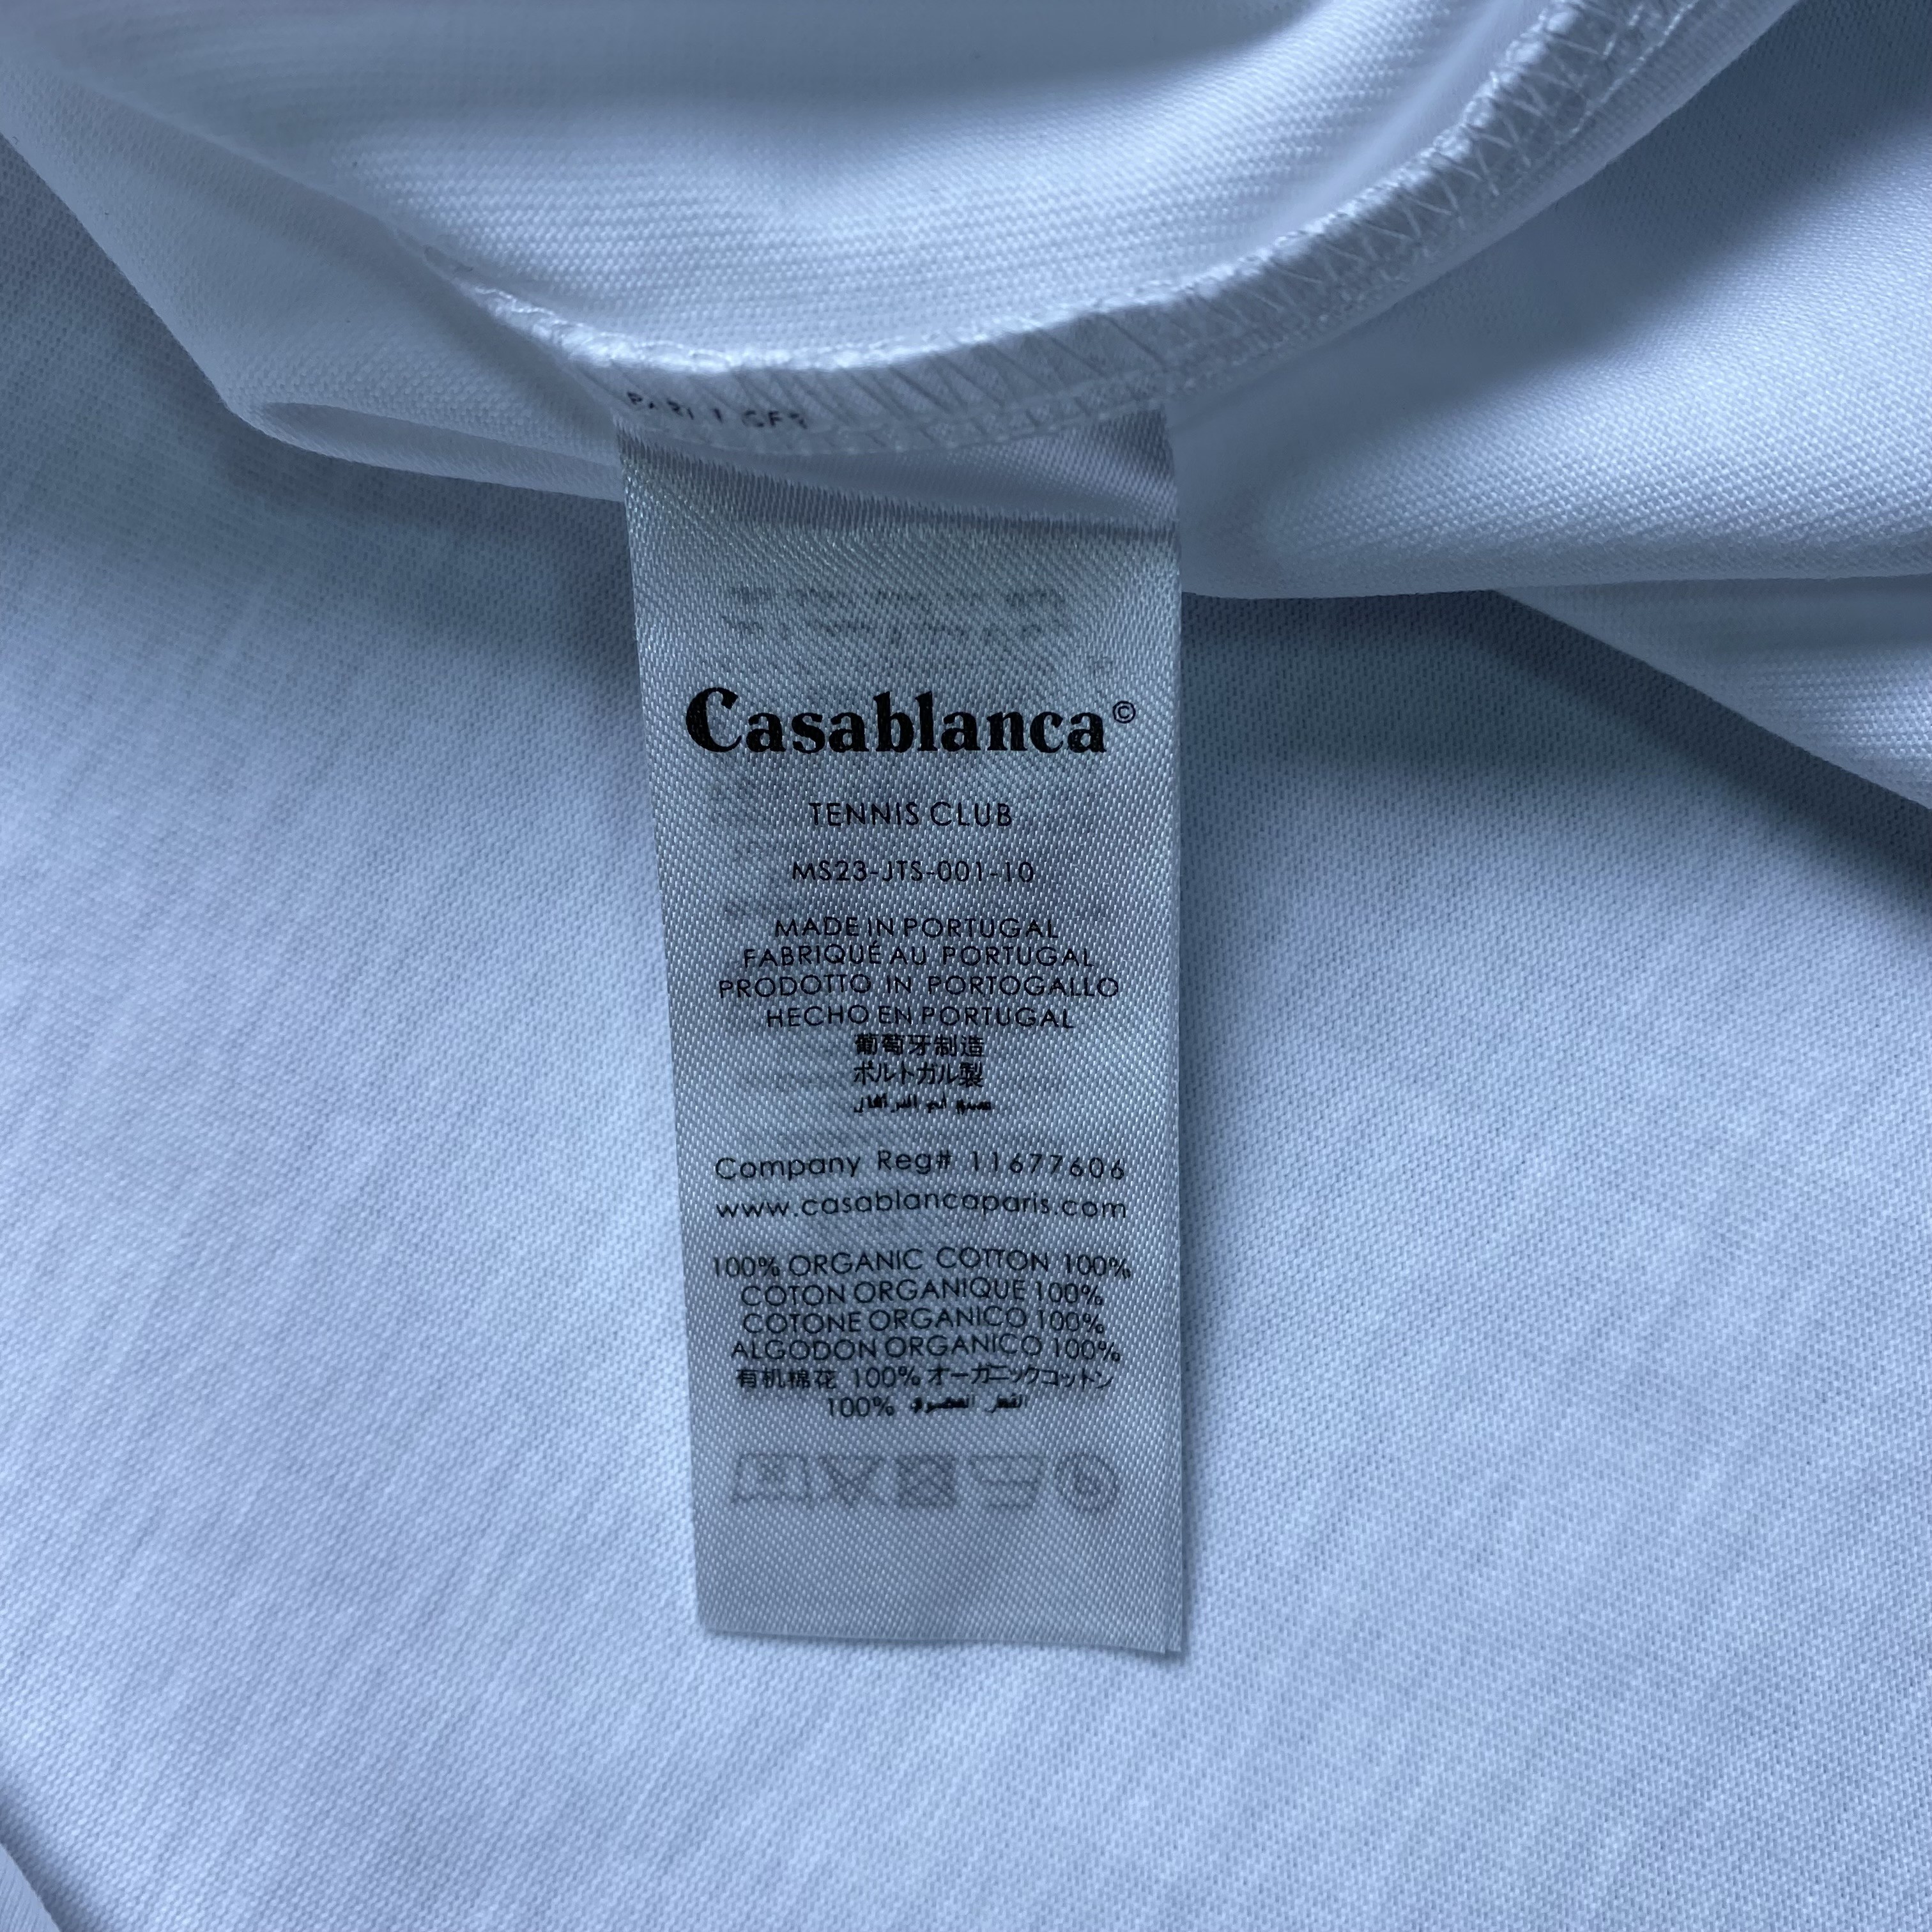 Casablanca©
TENNIS CLUB
MS23-JTS-001-10
MADE IN PORTUGAL
FABRIQUÉ AU PORTUGAL
PRODOTTO IN PORTOGALLO
HECHO EN PORTUGAL
葡萄牙制造
ポルトガル製
Company Reg# 11677606
www.casablancaparis.com
100% ORGANIC COTTON 100%
COTON ORGANIQUE 100%
COTONE ORGANICO 100%
ALGODON ORGANICO 100%
有机棉花 100% オーガニックコットン
100%